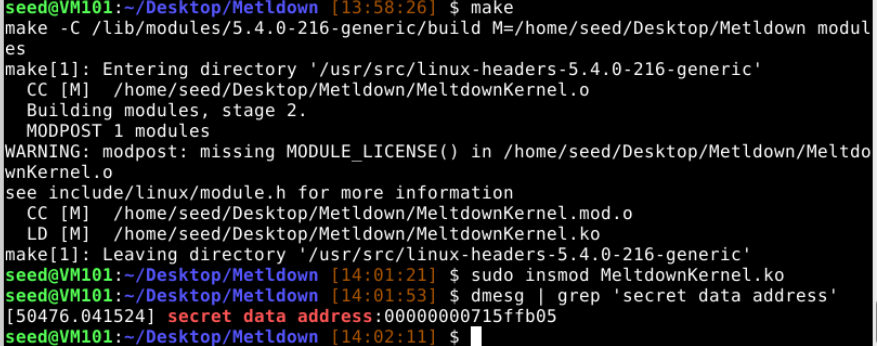 seed@VM101:~/Desktop/Metldown [13:58:26] $ make
make -C /lib/modules/5.4.0-216-generic/build M=/home/seed/Desktop/Metldown modul
es
make[1]: Entering directory '/usr/src/linux-headers-5.4.0-216-generic'
  CC [M]  /home/seed/Desktop/Metldown/MeltdownKernel.o
  Building modules, stage 2.
  MODPOST 1 modules
WARNING: modpost: missing MODULE_LICENSE() in /home/seed/Desktop/Metldown/Meltdo
wnKernel.o
see include/linux/module.h for more information
  CC [M]  /home/seed/Desktop/Metldown/MeltdownKernel.mod.o
  LD [M]  /home/seed/Desktop/Metldown/MeltdownKernel.ko
make[1]: Leaving directory '/usr/src/linux-headers-5.4.0-216-generic'
seed@VM101:~/Desktop/Metldown [14:01:21] $ sudo insmod MeltdownKernel.ko
seed@VM101:~/Desktop/Metldown [14:01:53] $ dmesg | grep 'secret data address'
[50476.041524] secret data address:00000000715ffb05
seed@VM101:~/Desktop/Metldown [14:02:11] $